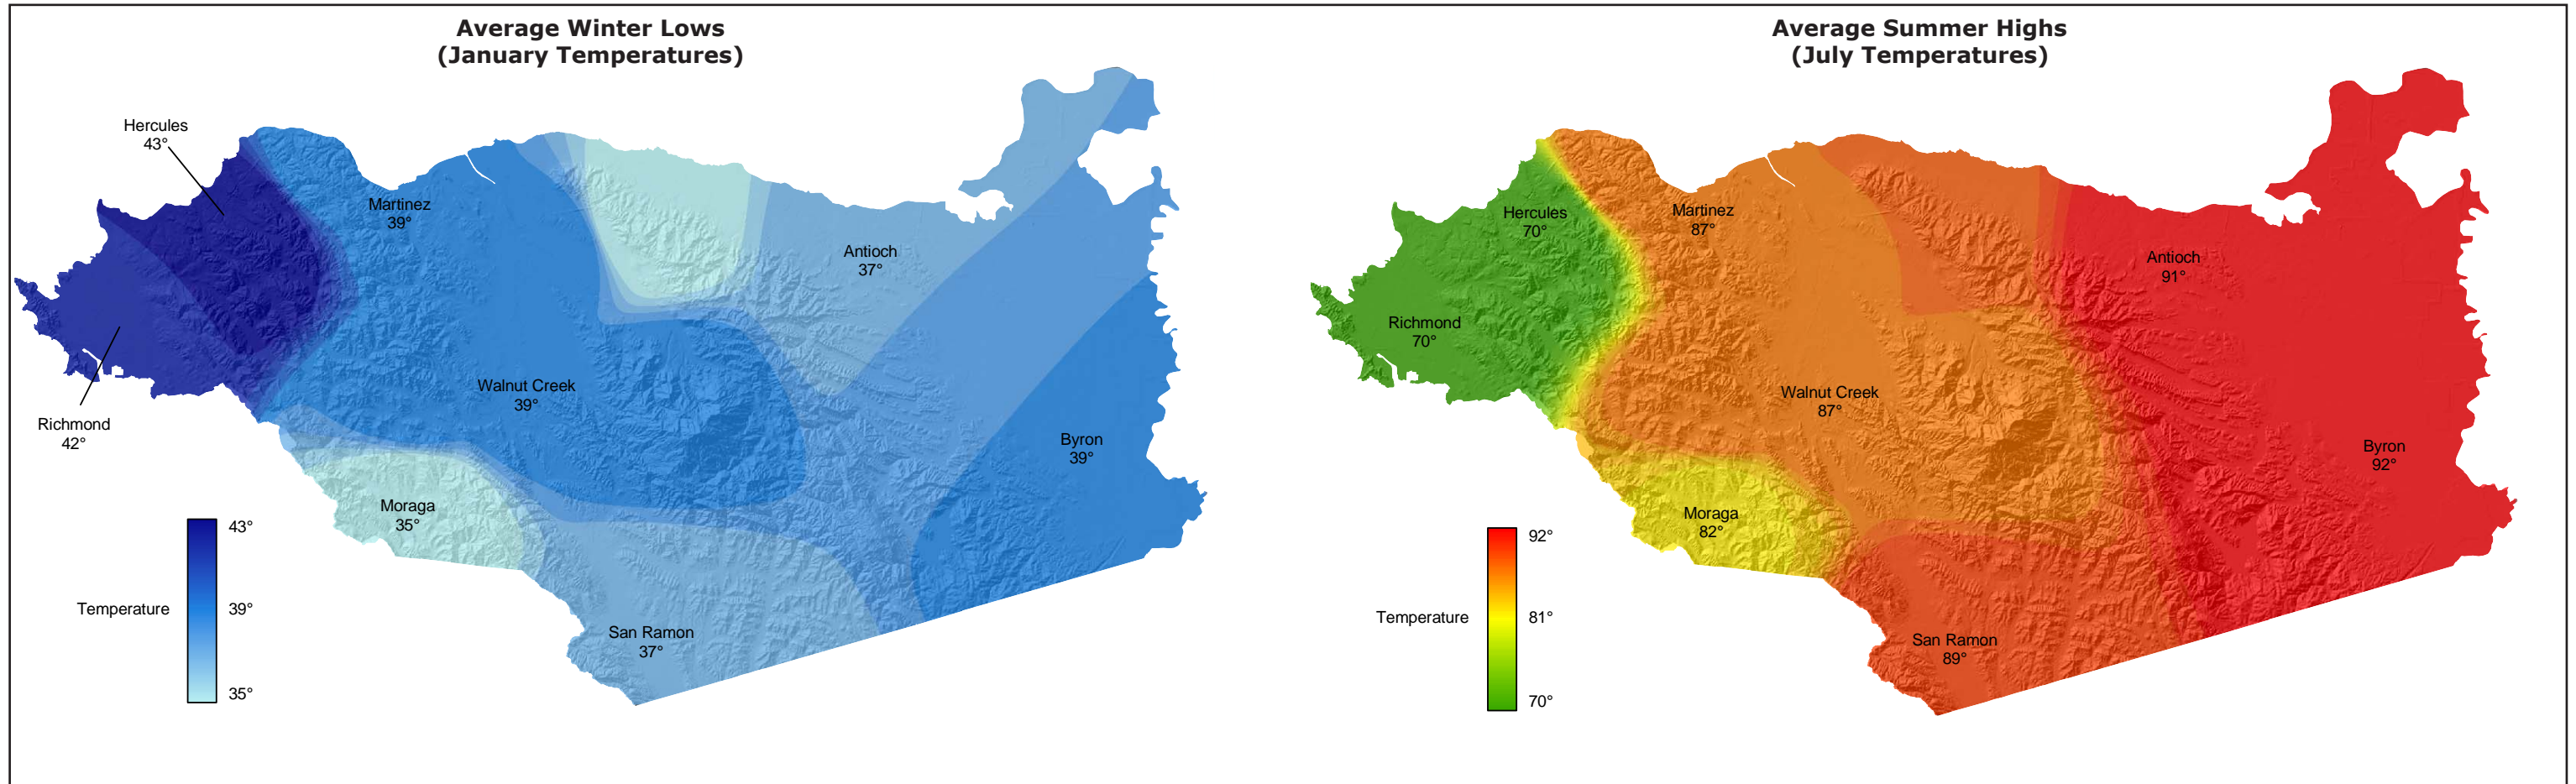 Average Winter Lows
(January Temperatures)
Hercules
43°
Martinez
39°
Antioch
37°
Walnut Creek
39°
Richmond
42°
Byron
39°
Moraga
35°
San Ramon
37°
Temperature
43°
39°
35°
Average Summer Highs
(July Temperatures)
Hercules
70°
Martinez
87°
Antioch
91°
Richmond
70°
Walnut Creek
87°
Byron
92°
Moraga
82°
San Ramon
89°
Temperature
92°
81°
70°